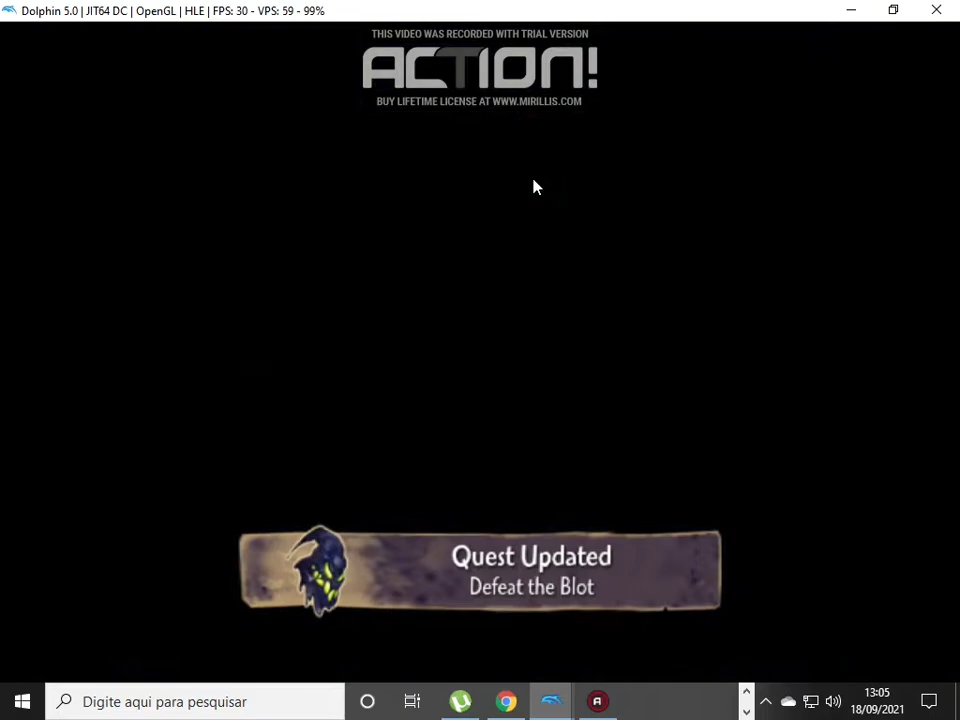 Dolphin 5.0 | JIT64 DC | OpenGL | HLE | FPS: 30 - VPS: 59 - 99%
THIS VIDEO WAS RECORDED WITH TRIAL VERSION
ACTION!
BUY LIFETIME LICENSE AT WWW.MIRILLIS.COM
Quest Updated
Defeat the Blot
Digite aqui para pesquisar
13:05
18/09/2021